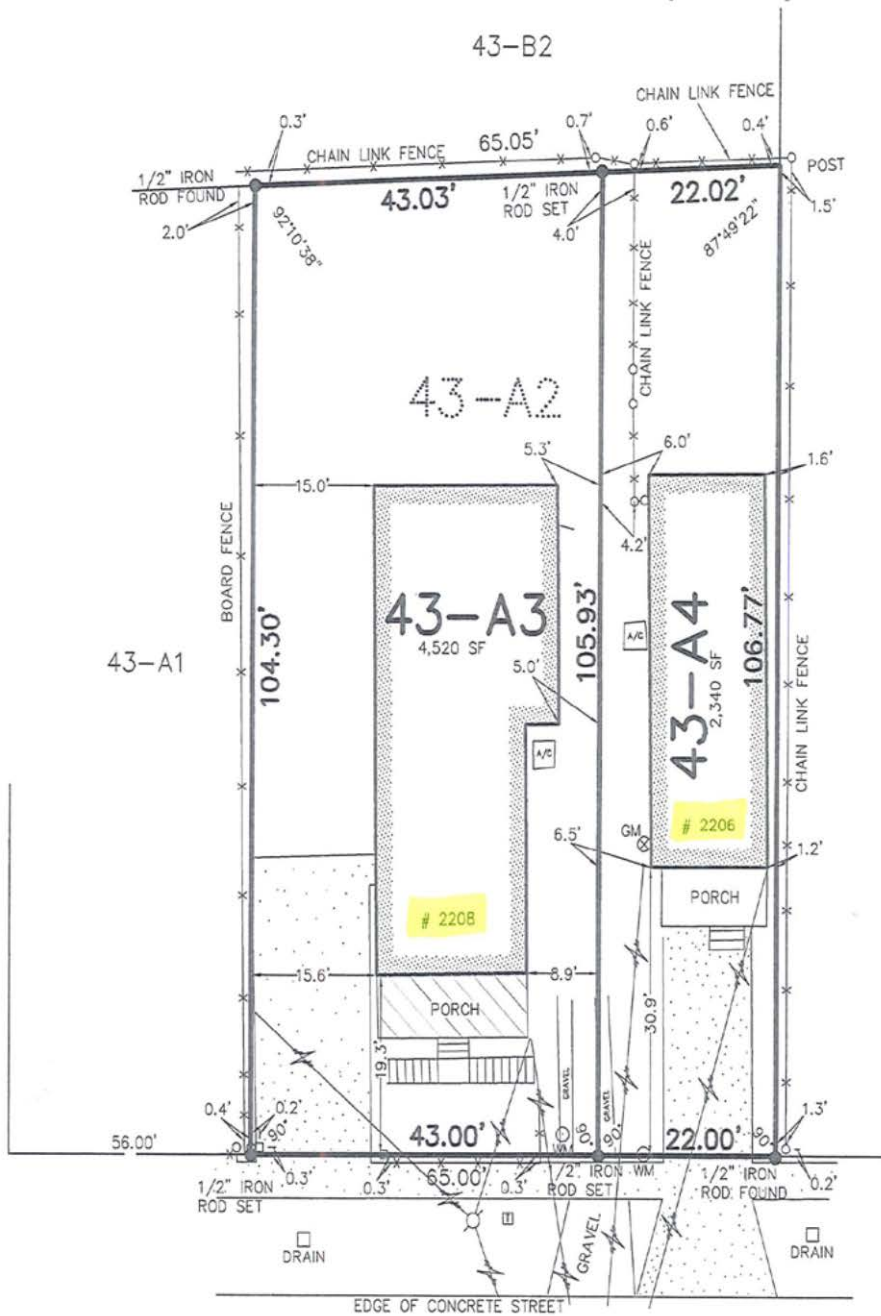 43-B2
CHAIN LINK FENCE
0.3'
CHAIN LINK FENCE
65.05'
0.7'
0.6'
0.4'
POST
1/2" IRON
ROD FOUND
43.03'
1/2" IRON
ROD SET
22.02'
1.5'
2.0'
92°10'38"
4.0'
87°49'22"
CHAIN LINK FENCE
43-A2
5.3'
6.0'
1.6'
15.0'
4.2'
BOARD FENCE
104.30'
43-A3
4,520 SF
105.93'
A/C
43-A4
2,340 SF
106.77'
CHAIN LINK FENCE
43-A1
5.0'
A/C
6.5'
GM
# 2206
1.2'
# 2208
PORCH
15.6'
8.9'
PORCH
19.3'
30.9'
GRAVEL
GRAVEL
0.4'
0.2'
90°
43.00'
90°
90°
22.00'
90°
1.3'
56.00'
0.3'
0.3'
65.00'
0.3'
1/2" IRON
ROD SET
WM
0.2'
1/2" IRON
ROD SET
1/2" IRON
ROD FOUND
T
GRAVEL
DRAIN
DRAIN
EDGE OF CONCRETE STREET